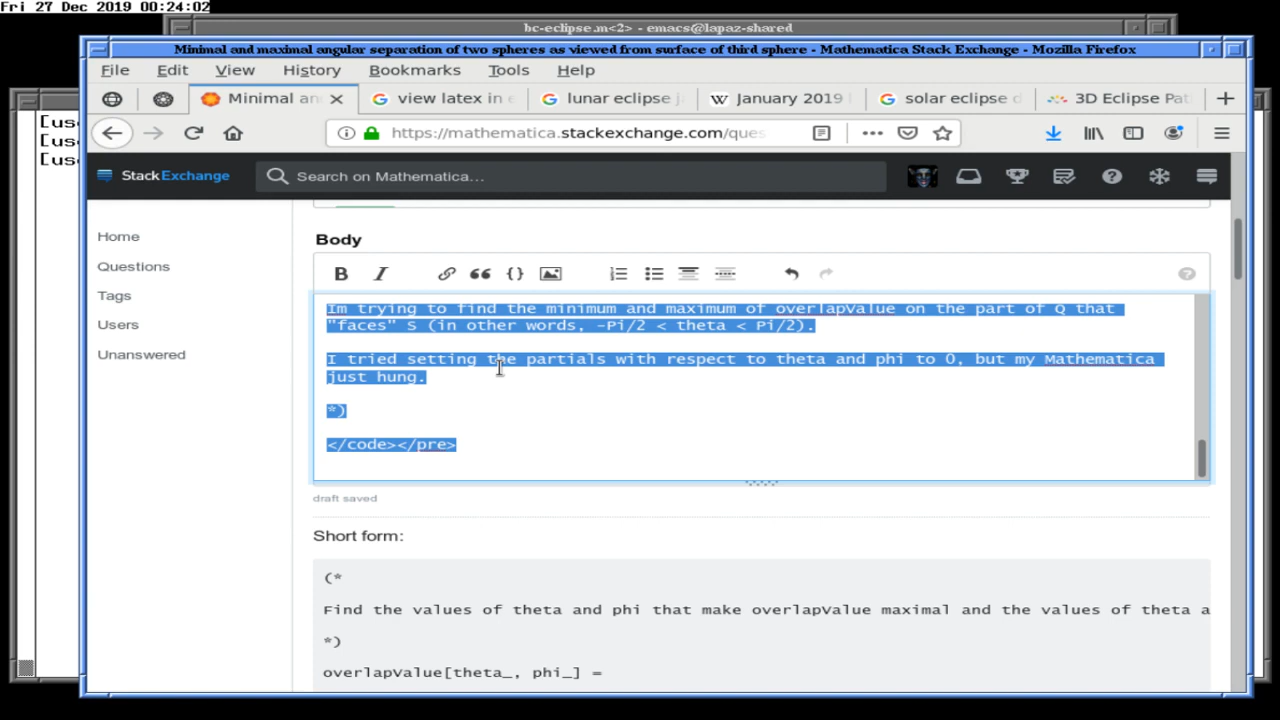 Fri 27 Dec 2019 00:24:02
bc-eclipse.m<2> - emacs@lapaz-shared
Minimal and maximal angular separation of two spheres as viewed from surface of third sphere - Mathematica Stack Exchange - Mozilla Firefox
File Edit View History Bookmarks Tools Help
Minimal an view latex in lunar eclipse January 2019 solar eclipse 3D Eclipse Pat
https://mathematica.stackexchange.com/ques
[us
[us
[us
StackExchange Search on Mathematica...
Home
Questions
Tags
Users
Unanswered
Body
B I
Im trying to find the minimum and maximum of overlapValue on the part of Q that
"faces" S (in other words, -Pi/2 < theta < Pi/2).
I tried setting the partials with respect to theta and phi to 0, but my Mathematica
just hung.
*)
</code></pre>
draft saved
Short form:
(*
Find the values of theta and phi that make overlapValue maximal and the values of theta a
*)
overlapValue[theta_, phi_] =